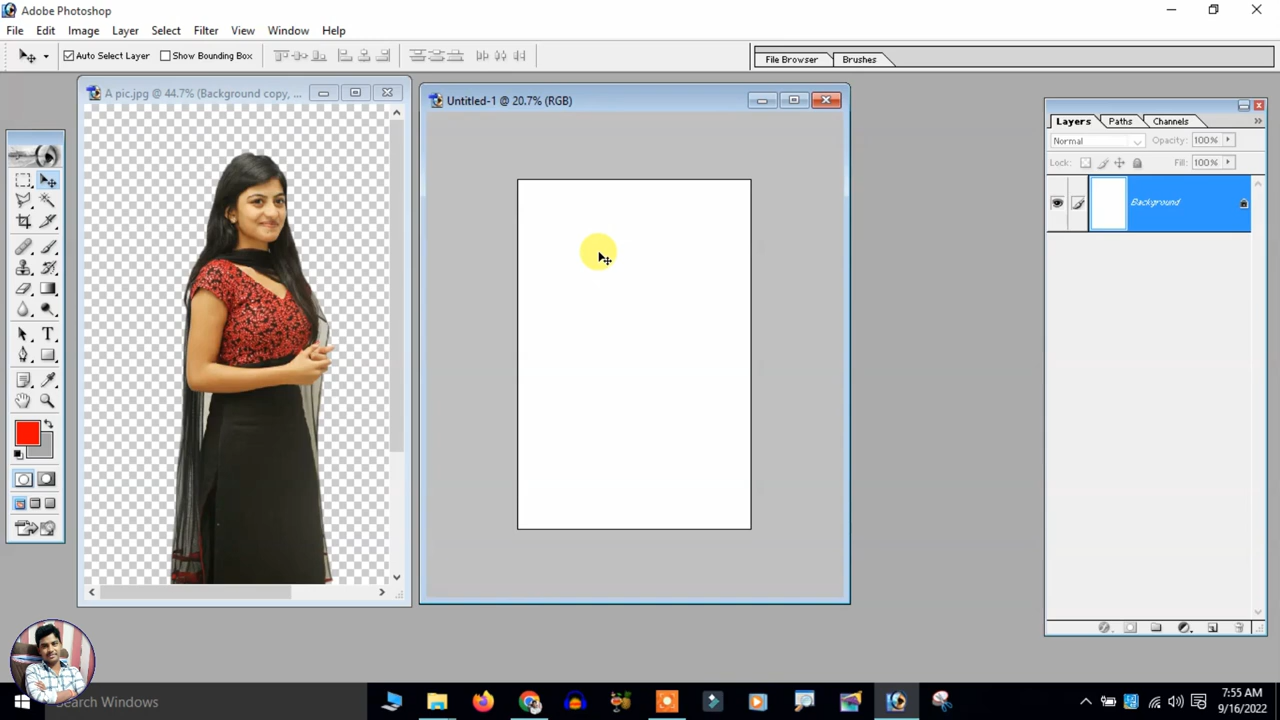 Adobe Photoshop
File Edit Image Layer Select Filter View Window Help
Auto Select Layer Show Bounding Box
File Browser Brushes
A pic.jpg @ 44.7% (Background copy, ...
Untitled-1 @ 20.7% (RGB)
Layers Paths Channels
Normal Opacity: 100%
Lock: Fill: 100%
Background
T
Search Windows
7:55 AM
9/16/2022